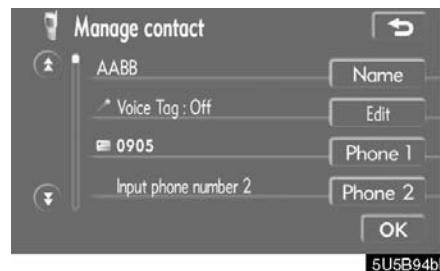 Manage contact
AABB
Name
Voice Tag : Off
Edit
0905
Phone 1
Input phone number 2
Phone 2
OK
5U5B94b